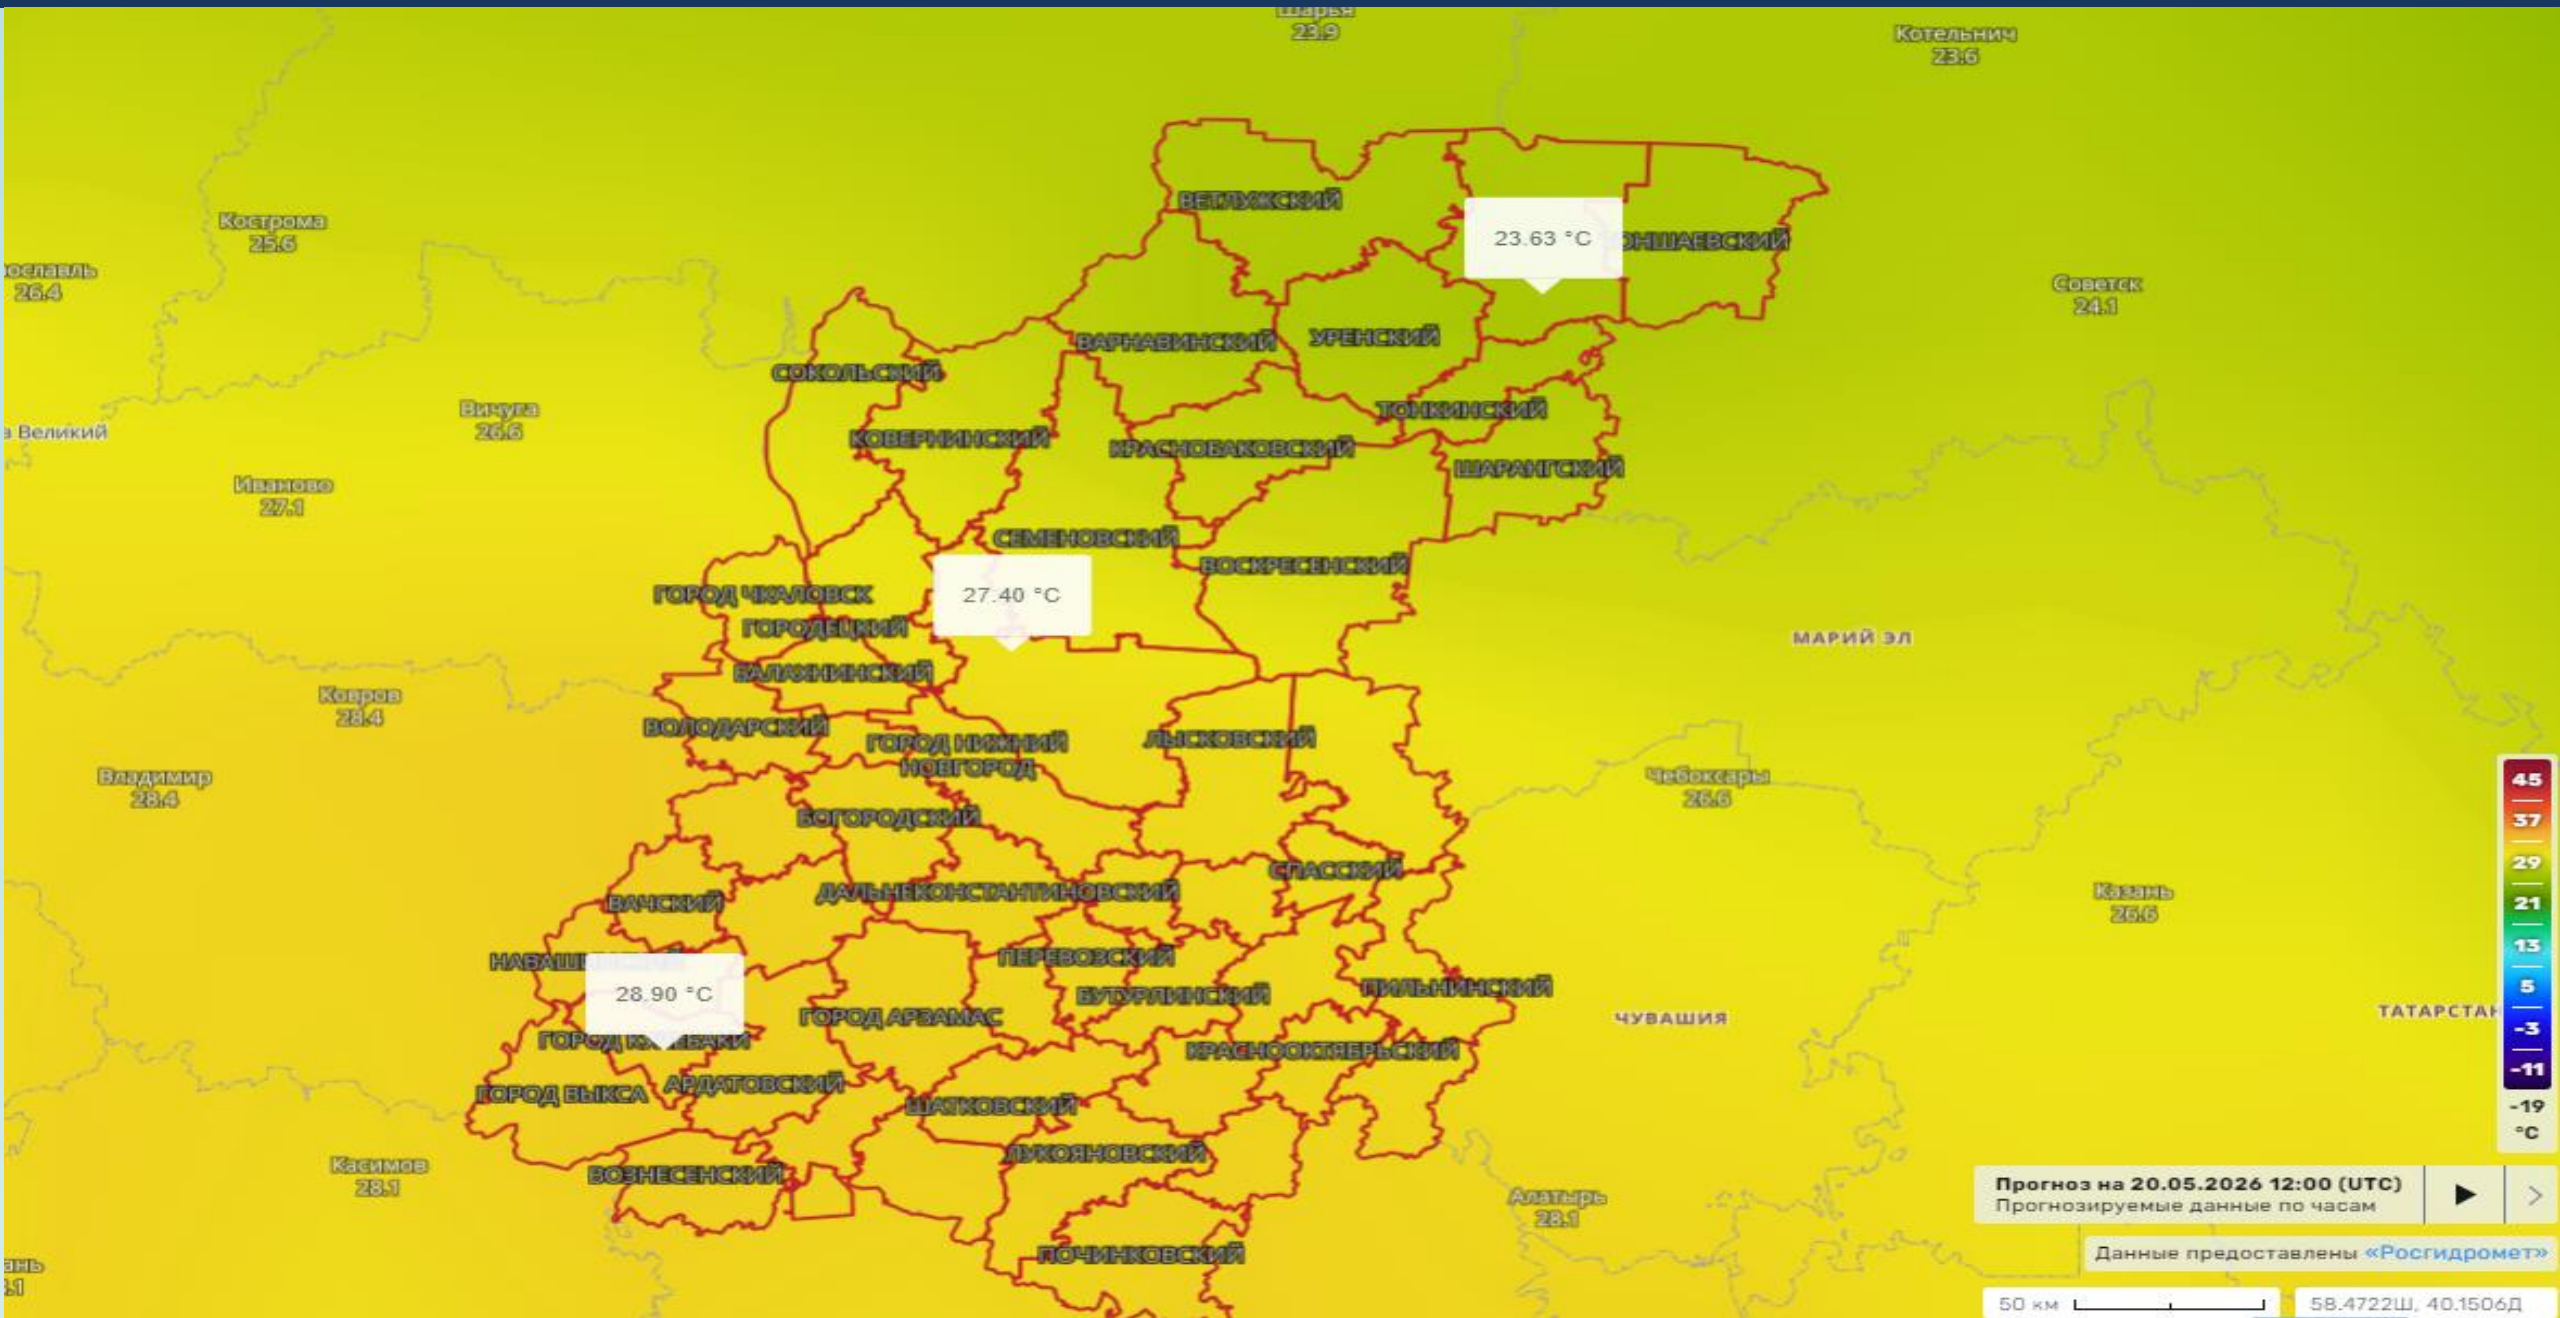 Шарья
23.9
Котельнич
23.6
ВЕТЛУЖСКИЙ
Кострома
25.6
23.63 °C
ОНШАЕВСКИЙ
ославль
26.4
Советск
24.1
ВАРНАВИНСКИЙ
УРЕНСКИЙ
СОКОЛЬСКИЙ
Вичуга
26.6
ТОНКИНСКИЙ
в Великий
КОВЕРНИНСКИЙ
КРАСНОБАКОВСКИЙ
ШАРАНГСКИЙ
Иваново
27.1
СЕМЕНОВСКИЙ
ВОСКРЕСЕНСКИЙ
ГОРОД ЧКАЛОВСК
27.40 °C
ГОРОДЕЦКИЙ
МАРИЙ ЭЛ
БАЛАХНИНСКИЙ
Ковров
28.4
ВОЛОДАРСКИЙ
ГОРОД НИЖНИЙ
НОВГОРОД
ЛЫСКОВСКИЙ
Владимир
28.4
Чебоксары
26.6
БОГОРОДСКИЙ
СПАССКИЙ
ДАЛЬНЕКОНСТАНТИНОВСКИЙ
ВАЧСКИЙ
Казань
26.6
НАВАШИНСКИЙ
ПЕРЕВОЗСКИЙ
28.90 °C
БУТУРЛИНСКИЙ
ПИЛЬНИНСКИЙ
ГОРОД АРЗАМАС
ЧУВАШИЯ
ТАТАРСТАН
ГОРОД КУЛЕБАКИ
КРАСНООКТЯБРЬСКИЙ
ГОРОД ВЫКСА
АРДАТОВСКИЙ
ШАТКОВСКИЙ
ЛУКОЯНОВСКИЙ
Касимов
28.1
ВОЗНЕСЕНСКИЙ
Алатырь
28.1
ПОЧИНКОВСКИЙ
ань
.1
45
37
29
21
13
5
-3
-11
-19
°C
Прогноз на 20.05.2026 12:00 (UTC)
Прогнозируемые данные по часам
Данные предоставлены «Росгидромет»
50 км
58.4722Ш, 40.1506Д